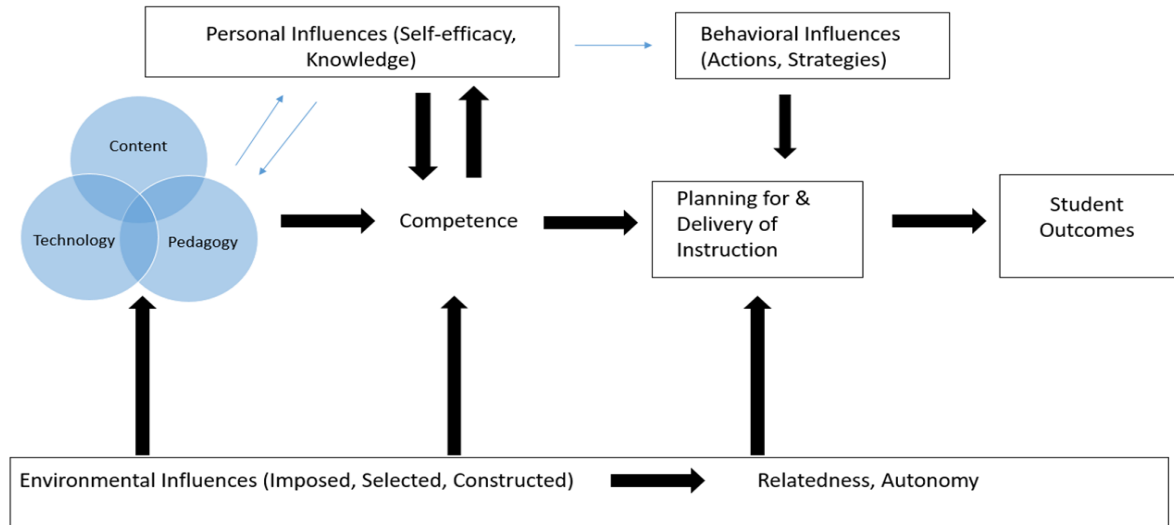 Personal Influences (Self-efficacy,
Knowledge)
Behavioral Influences
(Actions, Strategies)
Content
Technology
Pedagogy
Competence
Planning for &
Delivery of
Instruction
Student
Outcomes
Environmental Influences (Imposed, Selected, Constructed)
Relatedness, Autonomy